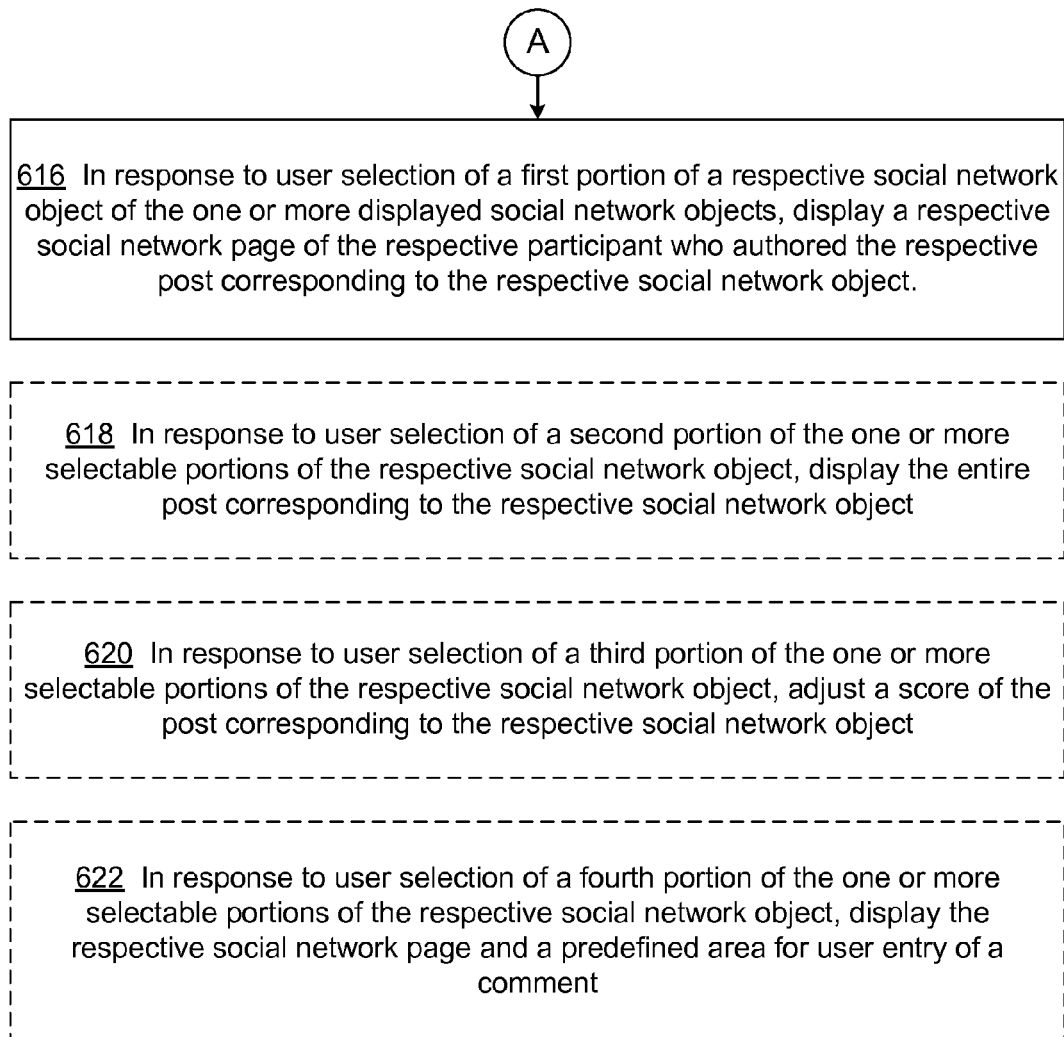 A
616 In response to user selection of a first portion of a respective social network
object of the one or more displayed social network objects, display a respective
social network page of the respective participant who authored the respective
post corresponding to the respective social network object.
618 In response to user selection of a second portion of the one or more
selectable portions of the respective social network object, display the entire
post corresponding to the respective social network object
620 In response to user selection of a third portion of the one or more
selectable portions of the respective social network object, adjust a score of the
post corresponding to the respective social network object
622 In response to user selection of a fourth portion of the one or more
selectable portions of the respective social network object, display the
respective social network page and a predefined area for user entry of a
comment